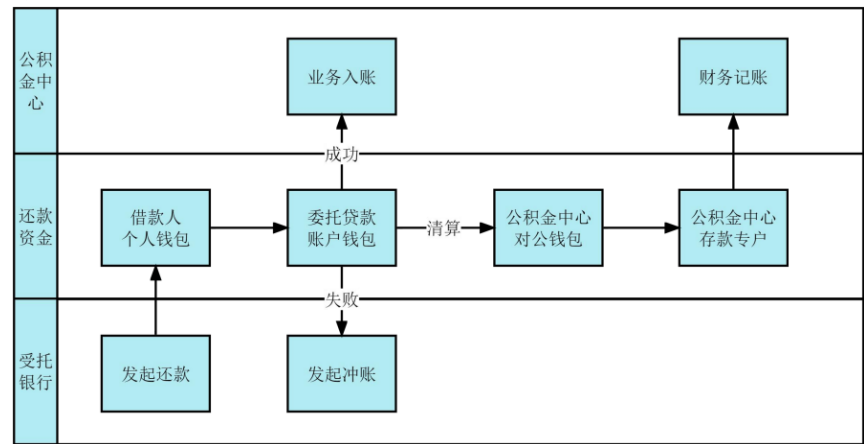 公积
金中
心
业务入账
财务记账
成功
还款
资金
借款人
个人钱包
委托贷款
账户钱包
清算
公积金中心
对公钱包
公积金中心
存款专户
失败
受托
银行
发起还款
发起冲账